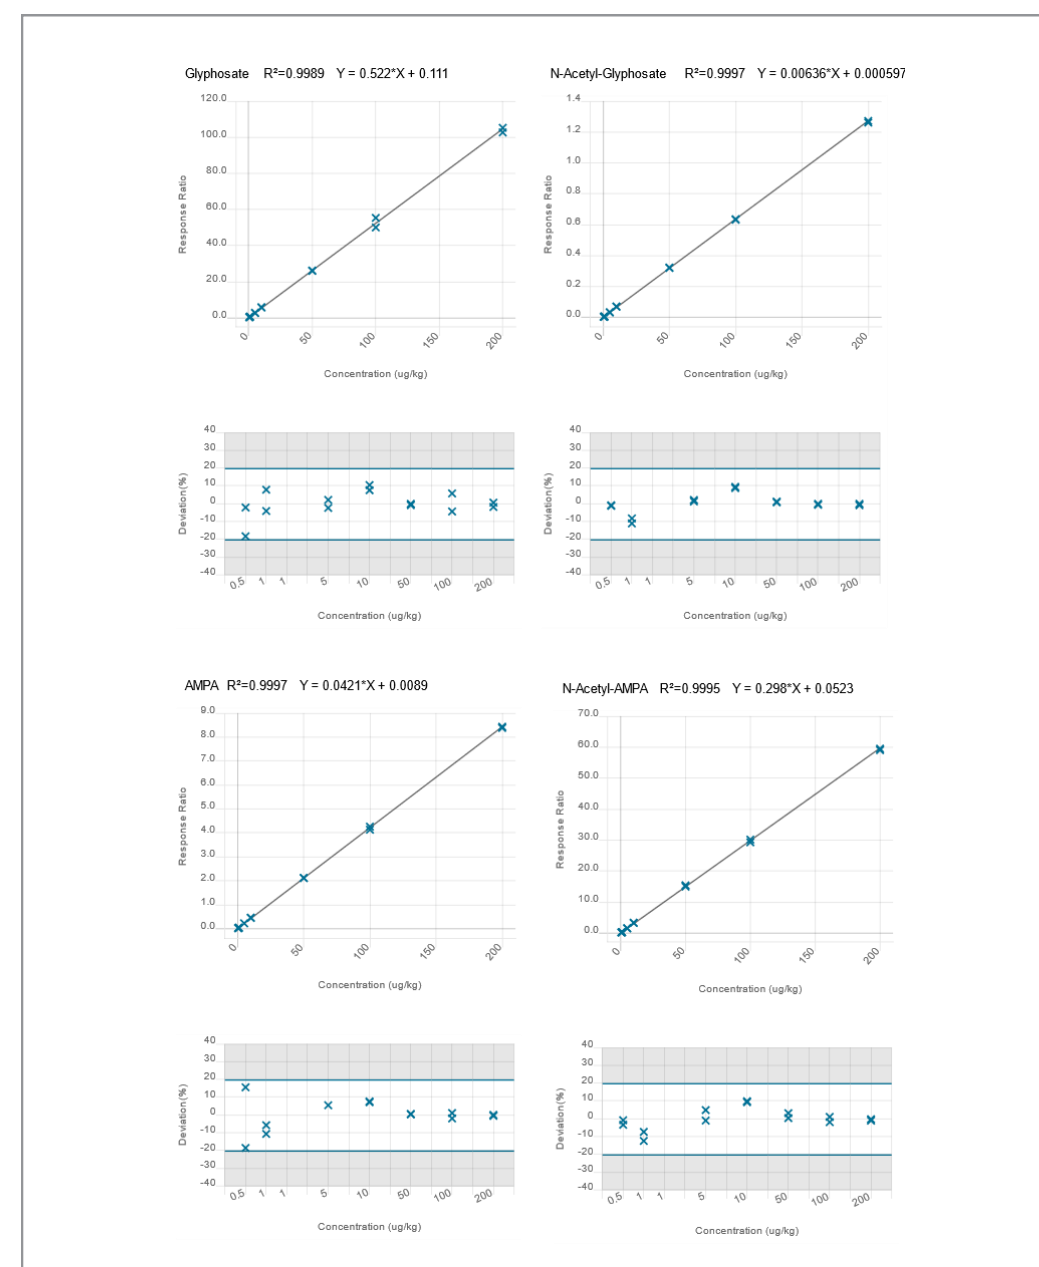 Glyphosate R²=0.9989 Y = 0.522*X + 0.111
120.0
100.0
80.0
60.0
40.0
20.0
0.0
Response Ratio
0 50 100 150 200
Concentration (ug/kg)
N-Acetyl-Glyphosate R²=0.9997 Y = 0.00636*X + 0.000597
1.4
1.2
1.0
0.8
0.6
0.4
0.2
0.0
Response Ratio
0 50 100 150 200
Concentration (ug/kg)
40
30
20
10
0
-10
-20
-30
-40
Deviation(%)
0.5 1 1 5 10 50 100 200
Concentration (ug/kg)
40
30
20
10
0
-10
-20
-30
-40
Deviation(%)
0.5 1 1 5 10 50 100 200
Concentration (ug/kg)
AMPA R²=0.9997 Y = 0.0421*X + 0.0089
9.0
8.0
7.0
6.0
5.0
4.0
3.0
2.0
1.0
0.0
Response Ratio
0 50 100 150 200
Concentration (ug/kg)
N-Acetyl-AMPA R²=0.9995 Y = 0.298*X + 0.0523
70.0
60.0
50.0
40.0
30.0
20.0
10.0
0.0
Response Ratio
0 50 100 150 200
Concentration (ug/kg)
40
30
20
10
0
-10
-20
-30
-40
Deviation(%)
0.5 1 1 5 10 50 100 200
Concentration (ug/kg)
40
30
20
10
0
-10
-20
-30
-40
Deviation(%)
0.5 1 1 5 10 50 100 200
Concentration (ug/kg)